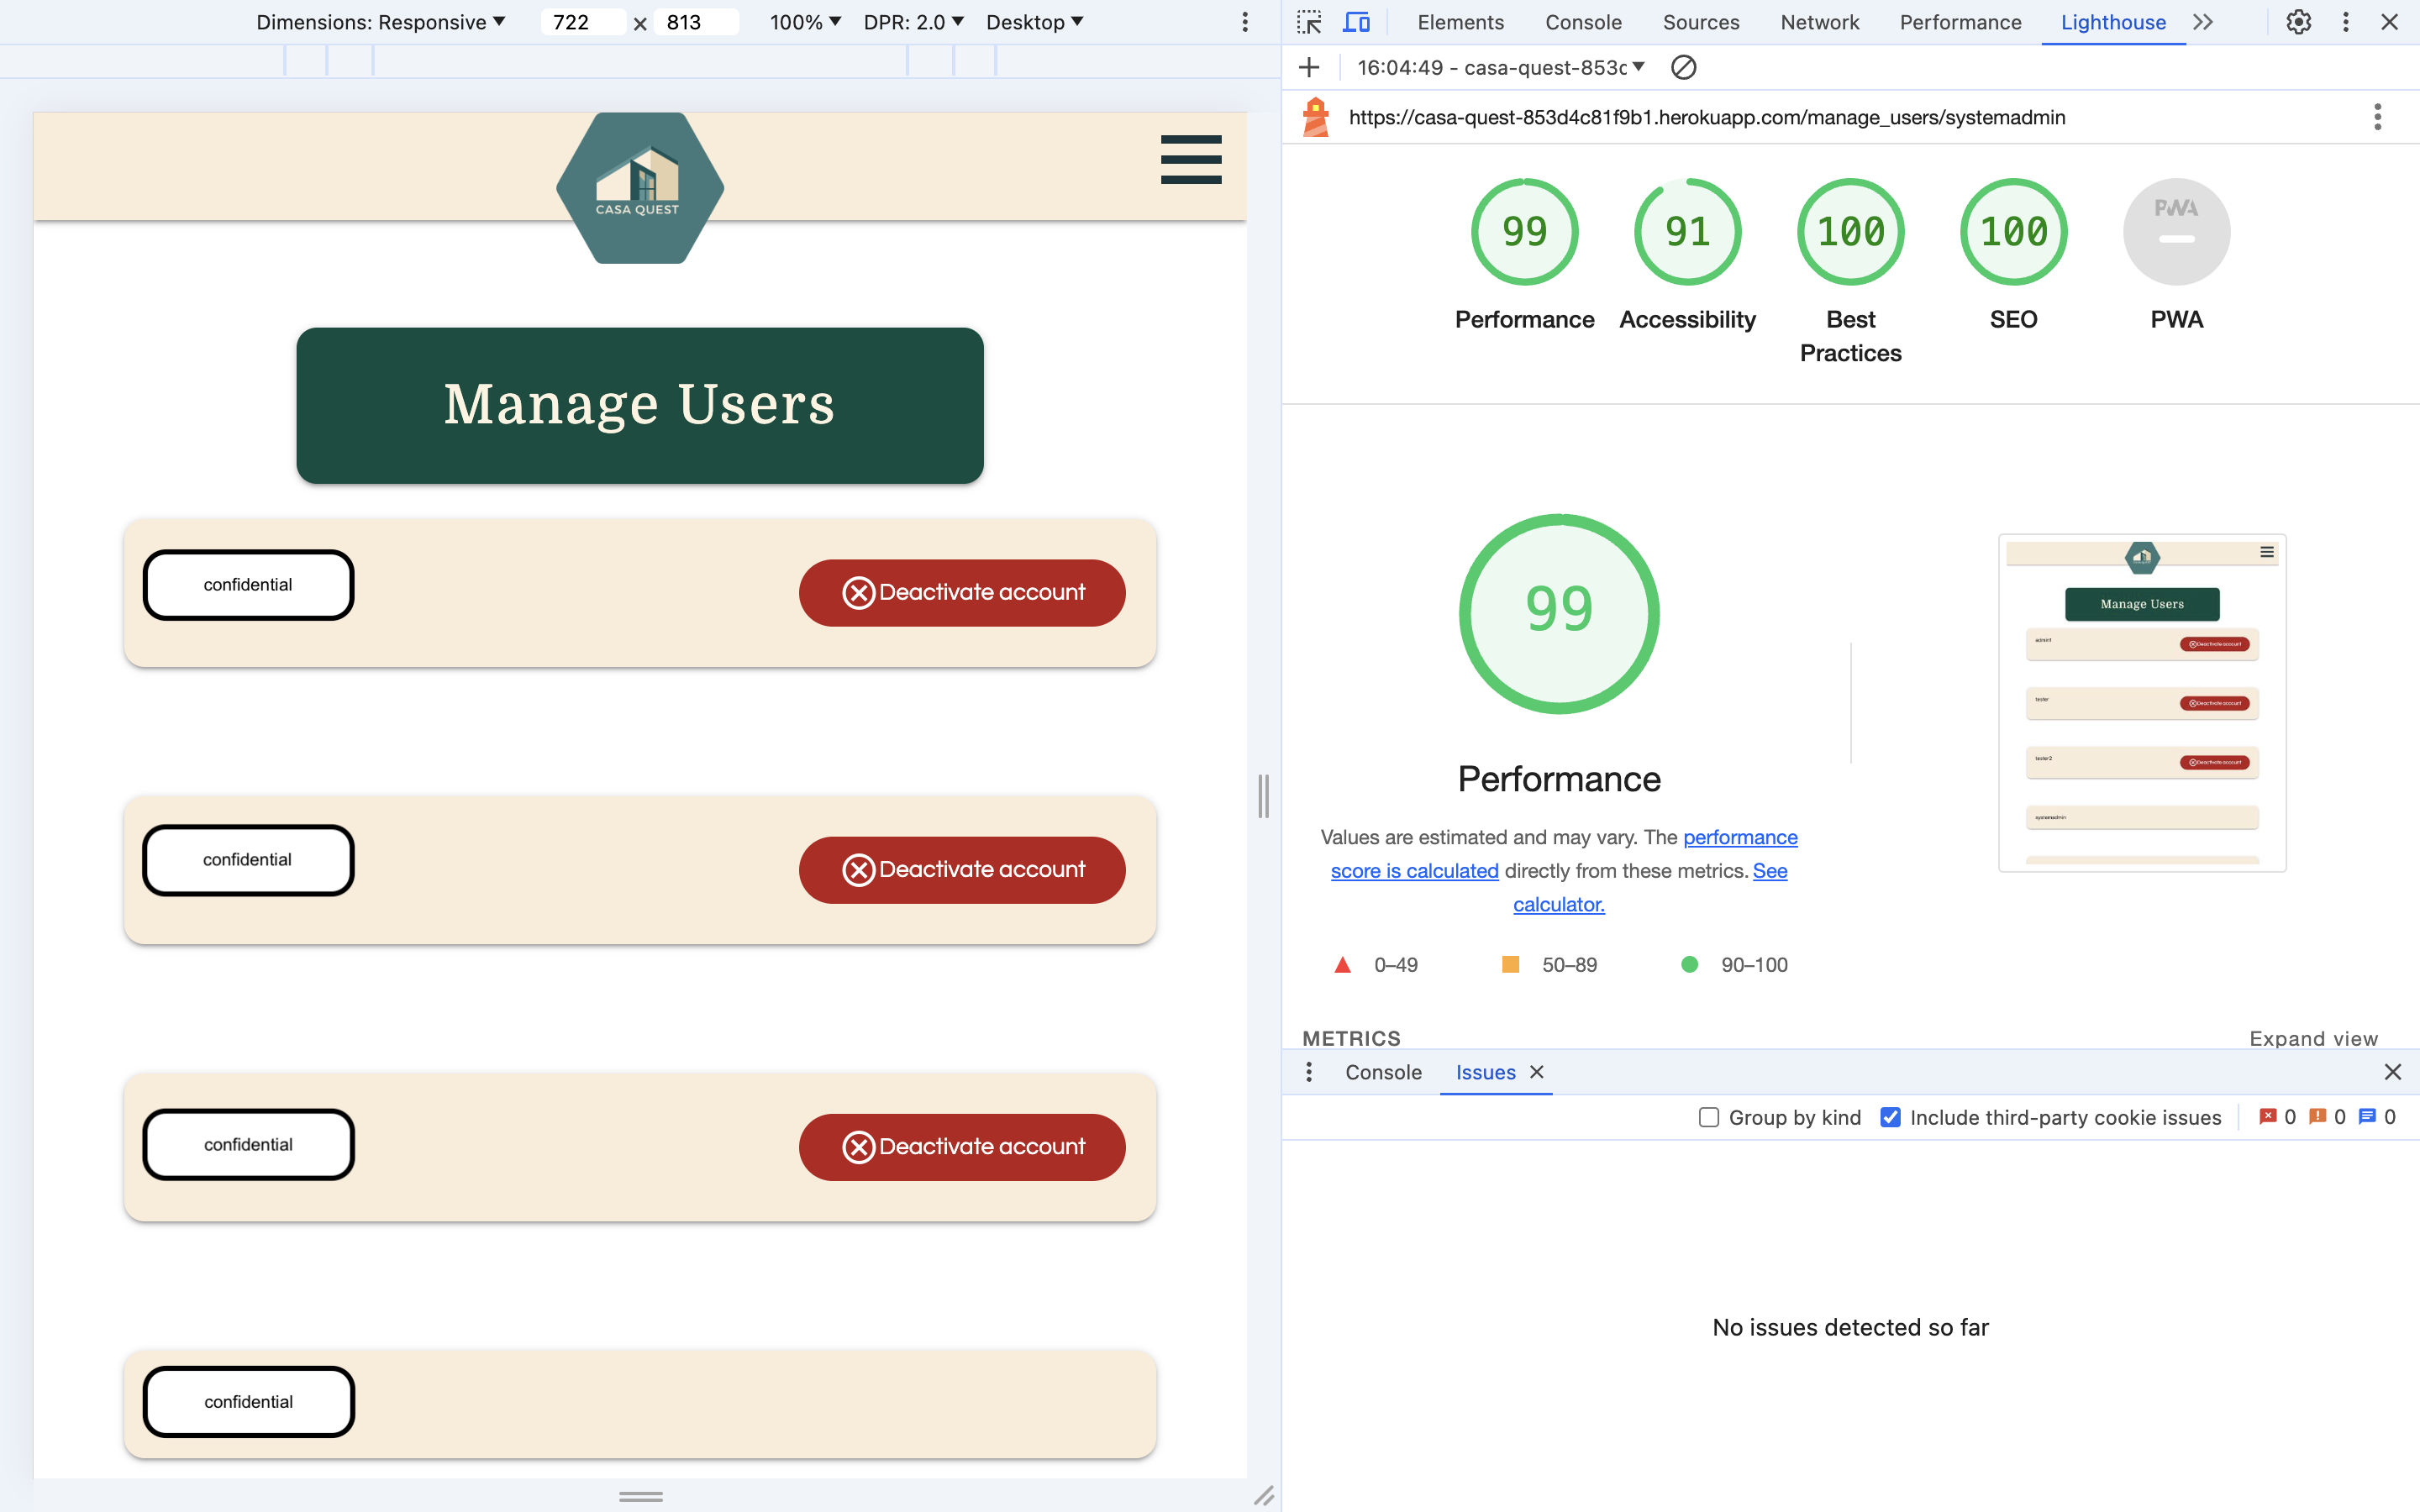 Dimensions: Responsive 722 x 813 100% DPR: 2.0 Desktop
CASA QUEST
Manage Users
confidential
Deactivate account
confidential
Deactivate account
confidential
Deactivate account
confidential
Elements Console Sources Network Performance Lighthouse
16:04:49 - casa-quest-853c
https://casa-quest-853d4c81f9b1.herokuapp.com/manage_users/systemadmin
99 91 100 100 PWA
Performance Accessibility Best SEO PWA
Practices
99
Performance
Values are estimated and may vary. The performance
score is calculated directly from these metrics. See
calculator.
0–49 50–89 90–100
Manage Users
admin1
Deactivate account
tester
Deactivate account
tester2
Deactivate account
systemadmin
METRICS Expand view
Console Issues
Group by kind Include third-party cookie issues 0 0 0
No issues detected so far